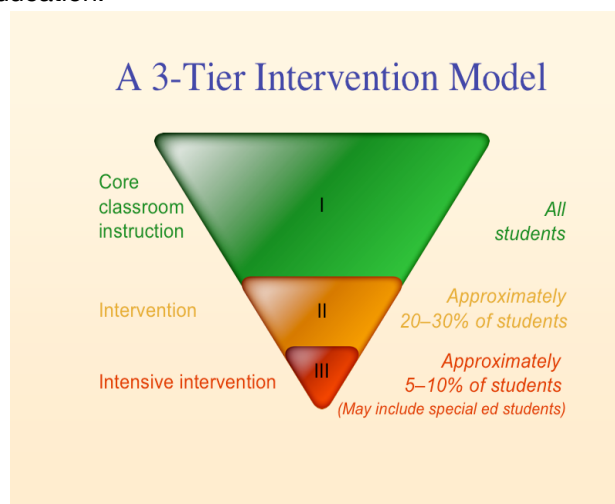 A 3-Tier Intervention Model
Core
classroom
instruction
I
All
students
Intervention
II
Approximately
20–30% of students
Intensive intervention
III
Approximately
5–10% of students
(May include special ed students)